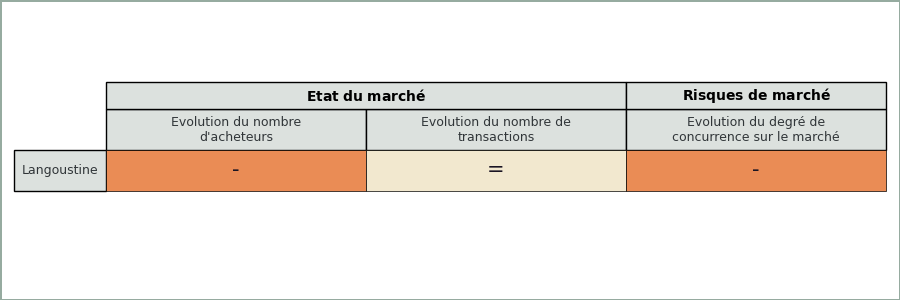 Etat du marché
Risques de marché
Evolution du nombre
d'acheteurs
Evolution du nombre de
transactions
Evolution du degré de
concurrence sur le marché
Langoustine
-
=
-